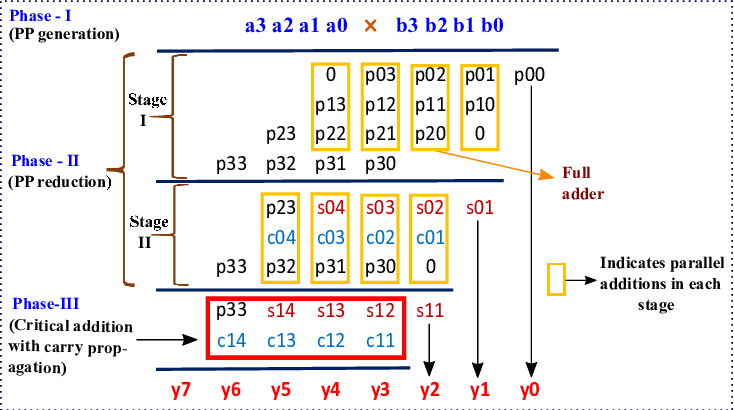 Phase - I
(PP generation)
a3 a2 a1 a0 × b3 b2 b1 b0
Stage
I
0 p03 p02 p01 p00
p13 p12 p11 p10
p23 p22 p21 p20 0
p33 p32 p31 p30
Phase - II
(PP reduction)
Full
adder
Stage
II
p23 s04 s03 s02 s01
c04 c03 c02 c01
p33 p32 p31 p30 0
Indicates parallel
additions in each
stage
Phase-III
(Critical addition
with carry prop-
agation)
p33 s14 s13 s12 s11
c14 c13 c12 c11
y7 y6 y5 y4 y3 y2 y1 y0